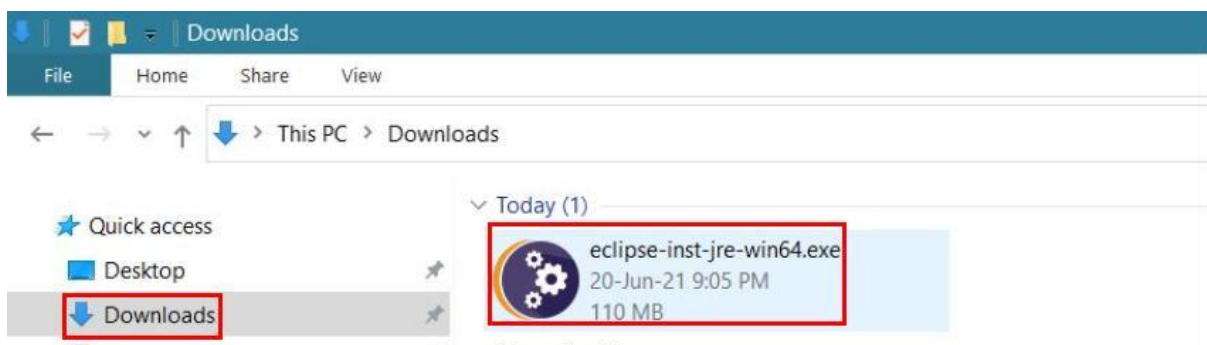 Downloads
File Home Share View
This PC > Downloads
Today (1)
Quick access
eclipse-inst-jre-win64.exe
Desktop
20-Jun-21 9:05 PM
Downloads
110 MB